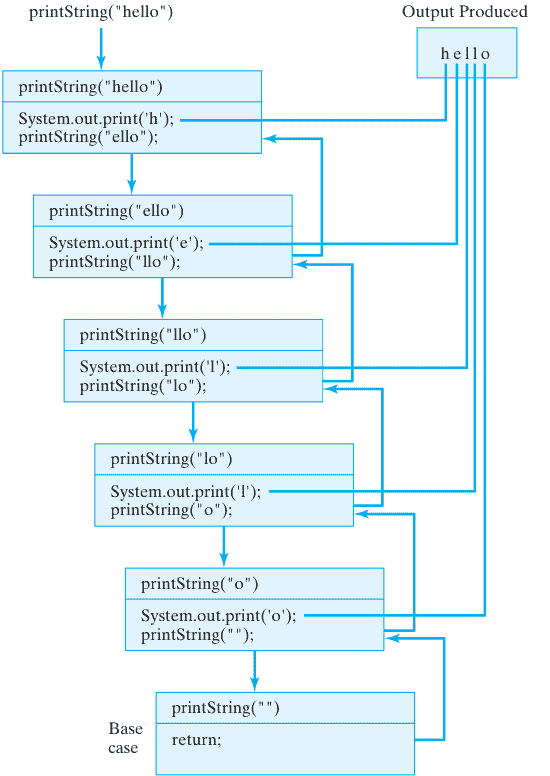 printString("hello")
Output Produced
h e l l o
printString("hello")
System.out.print('h');
printString("ello");
printString("ello")
System.out.print('e');
printString("llo");
printString("llo")
System.out.print('l');
printString("lo");
printString("lo")
System.out.print('l');
printString("o");
printString("o")
System.out.print('o');
printString("");
printString("")
Base
case
return;